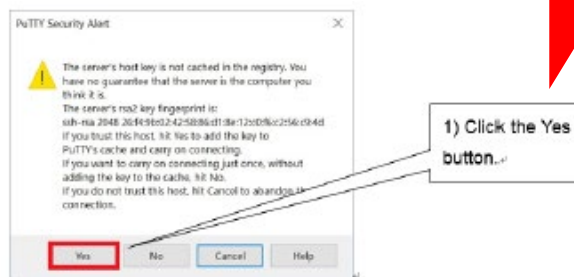 PuTTY Security Alert
The server's host key is not cached in the registry. You
have no guarantee that the server is the computer you
think it is.
The server's rsa2 key fingerprint is:
ssh-rsa 2048
If you trust this host, hit Yes to add the key to
PuTTY's cache and carry on connecting.
If you want to carry on connecting just once, without
adding the key to the cache, hit No.
If you do not trust this host, hit Cancel to abandon the
connection.
Yes No Cancel Help
1) Click the Yes
button.